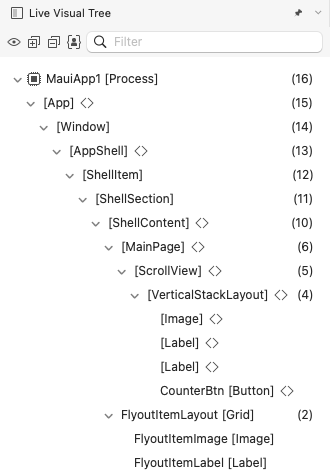 Live Visual Tree
Filter
MauiApp1 [Process] (16)
[App] <> (15)
[Window] (14)
[AppShell] <> (13)
[ShellItem] (12)
[ShellSection] (11)
[ShellContent] <> (10)
[MainPage] <> (6)
[ScrollView] <> (5)
[VerticalStackLayout] <> (4)
[Image] <>
[Label] <>
[Label] <>
CounterBtn [Button] <>
FlyoutItemLayout [Grid] (2)
FlyoutItemImage [Image]
FlyoutItemLabel [Label]